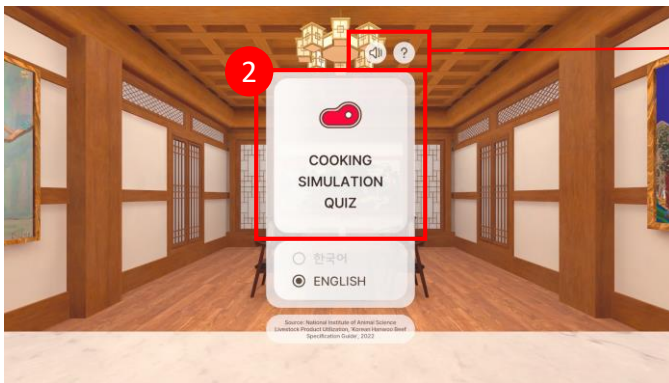 ?
2
COOKING
SIMULATION
QUIZ
한국어
ENGLISH
Source: National Institute of Animal Science
Livestock Product Utilization, 'Korean Hanwoo Beef
Specification Guide', 2022